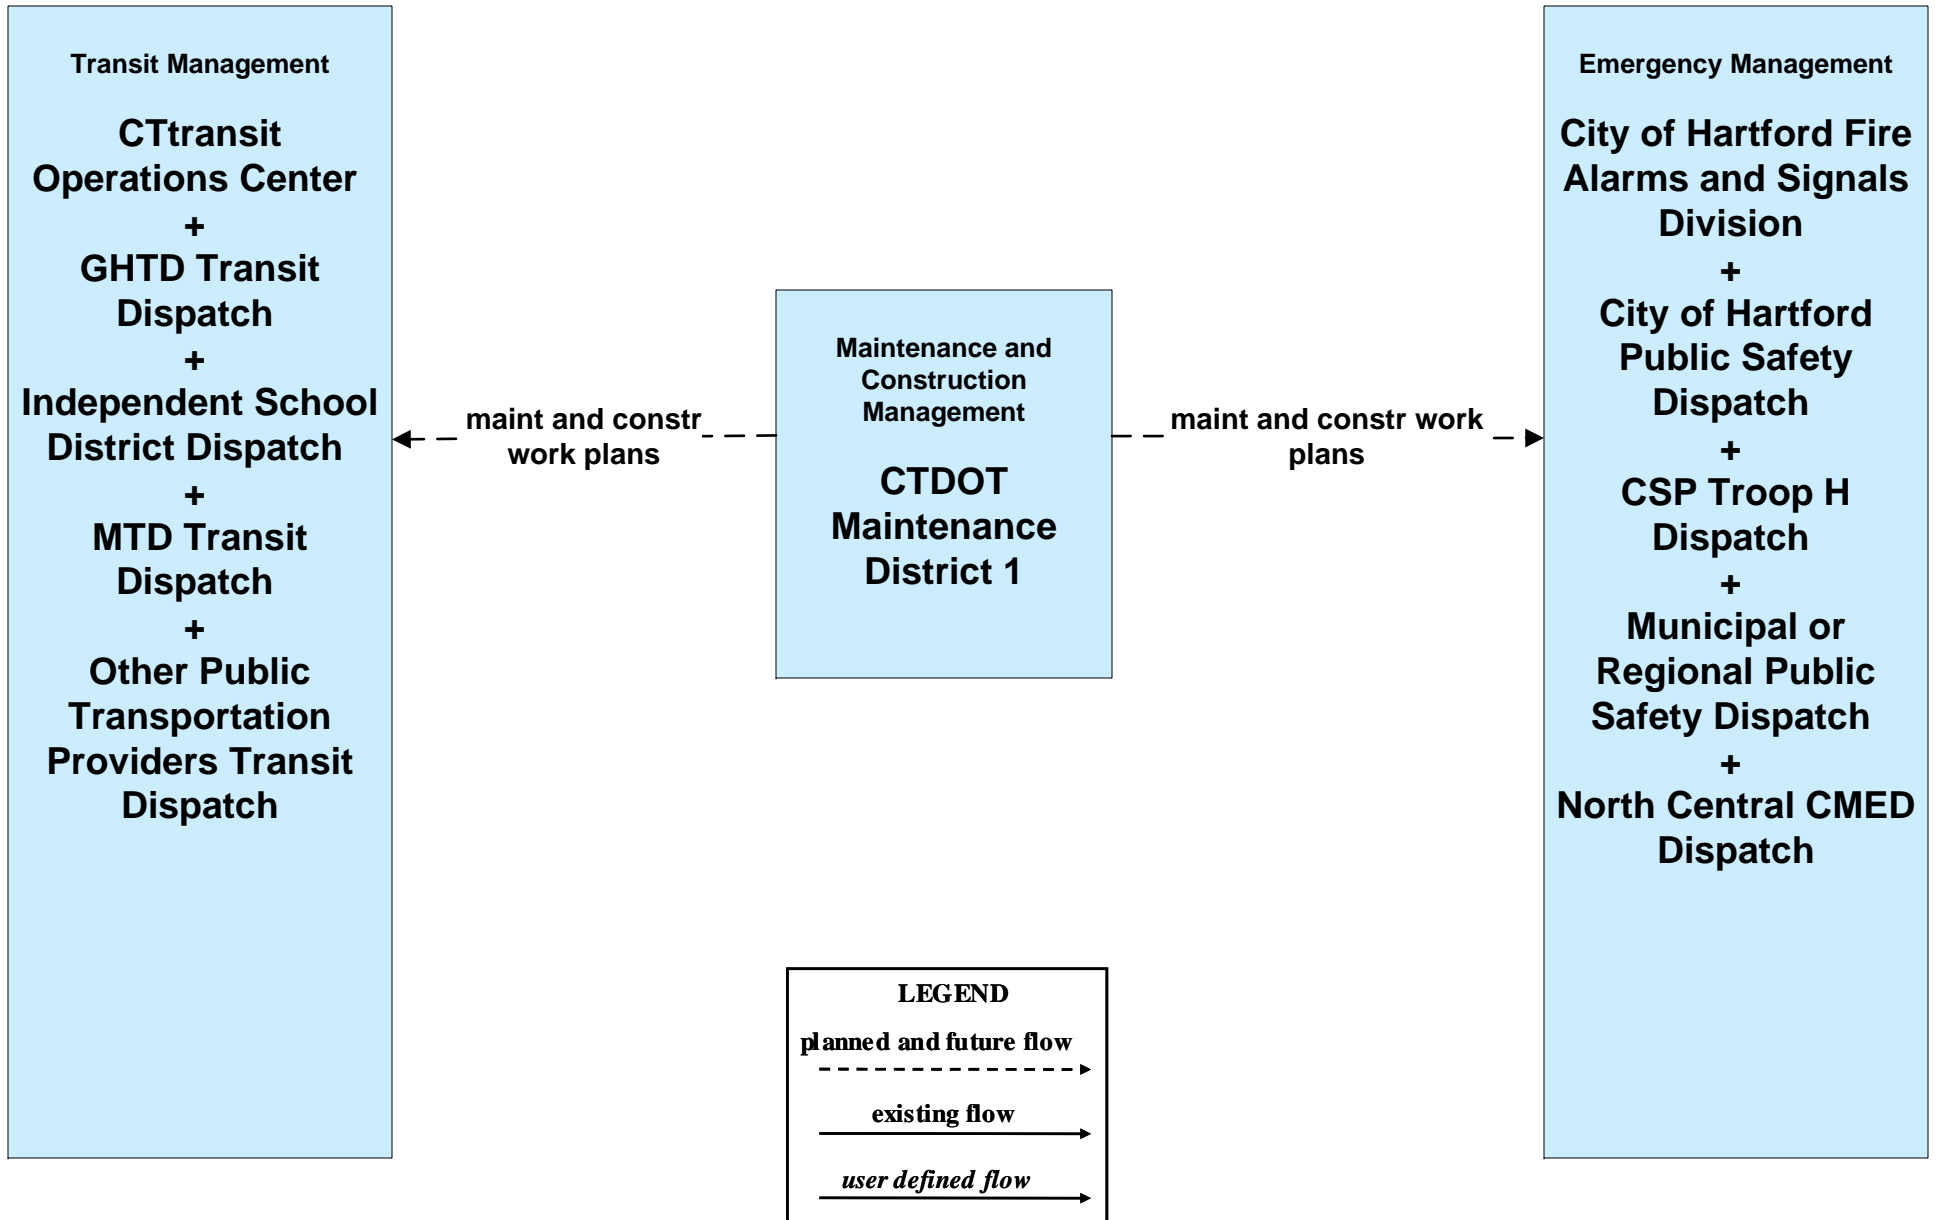 Transit Management
CTtransit
Operations Center
+
GHTD Transit
Dispatch
+
Independent School
District Dispatch
+
MTD Transit
Dispatch
+
Other Public
Transportation
Providers Transit
Dispatch
maint and constr
work plans
Maintenance and
Construction
Management
CTDOT
Maintenance
District 1
maint and constr work
plans
Emergency Management
City of Hartford Fire
Alarms and Signals
Division
+
City of Hartford
Public Safety
Dispatch
+
CSP Troop H
Dispatch
+
Municipal or
Regional Public
Safety Dispatch
+
North Central CMED
Dispatch
LEGEND
planned and future flow
existing flow
user defined flow